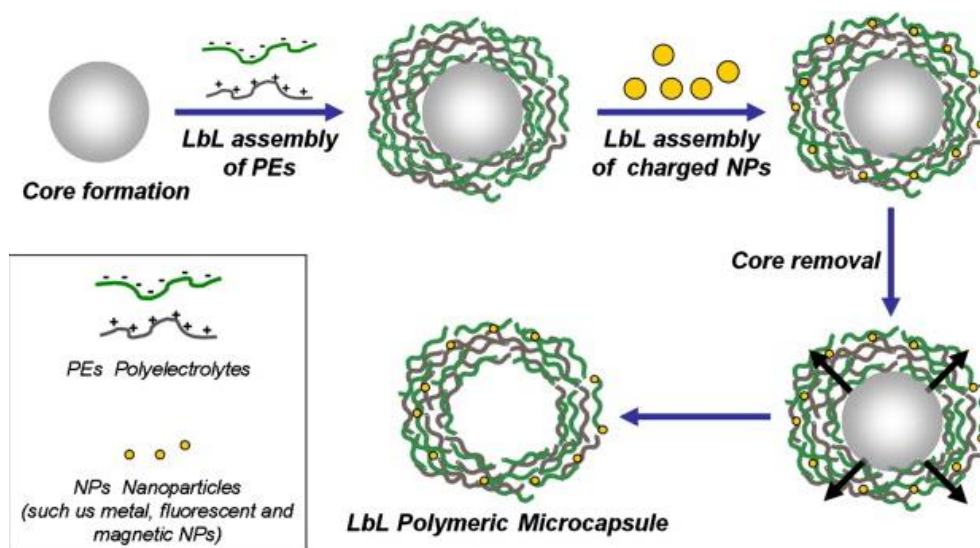 Core formation
LbL assembly
of PEs
LbL assembly
of charged NPs
Core removal
PEs Polyelectrolytes
NPs Nanoparticles
(such us metal, fluorescent and
magnetic NPs)
LbL Polymeric Microcapsule